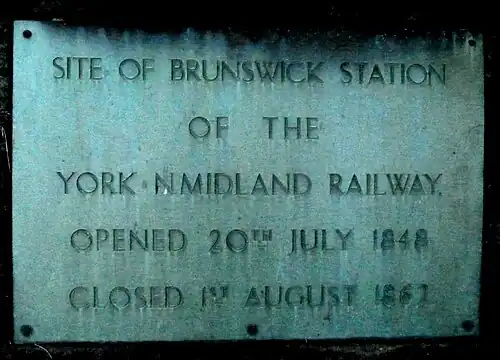 SITE OF BRUNSWICK STATION
OF THE
YORK N.MIDLAND RAILWAY.
OPENED 20TH JULY 1848
CLOSED 1ST AUGUST 1862